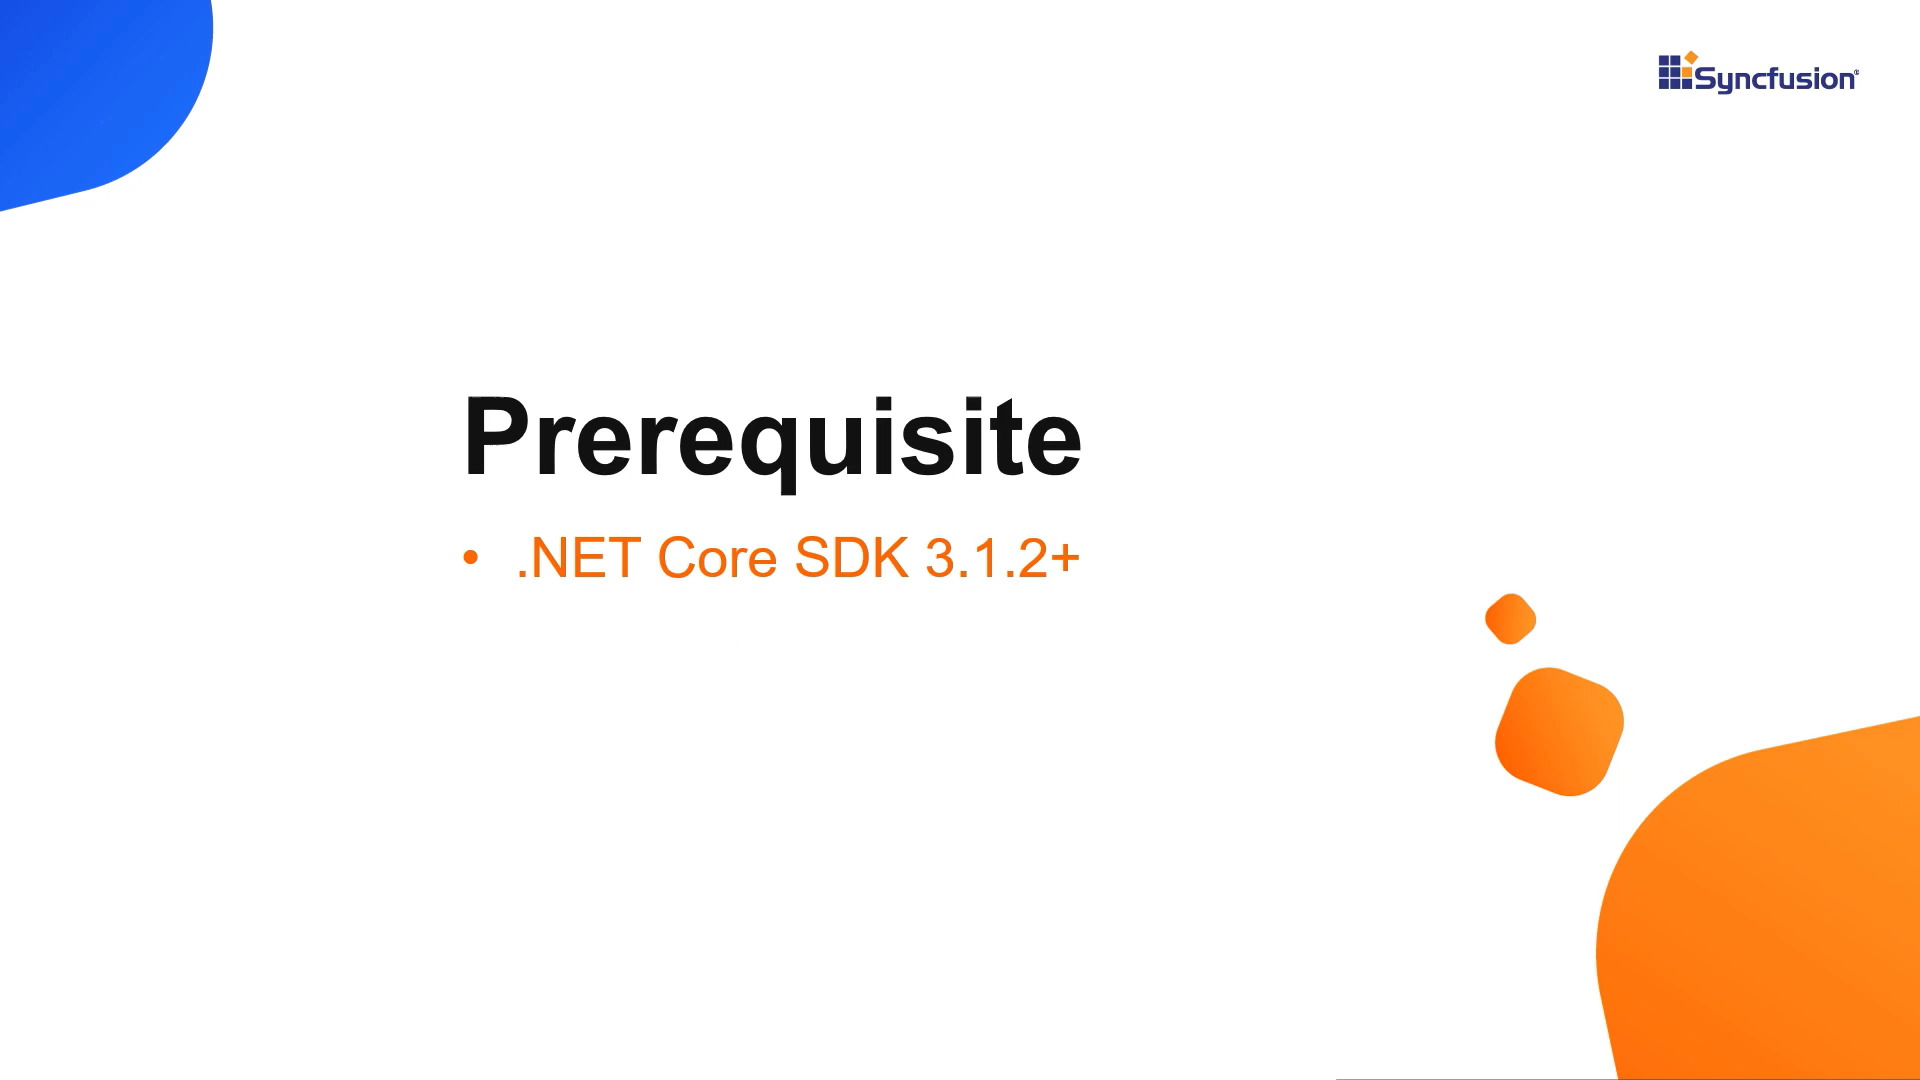 Syncfusion®
Prerequisite
• .NET Core SDK 3.1.2+